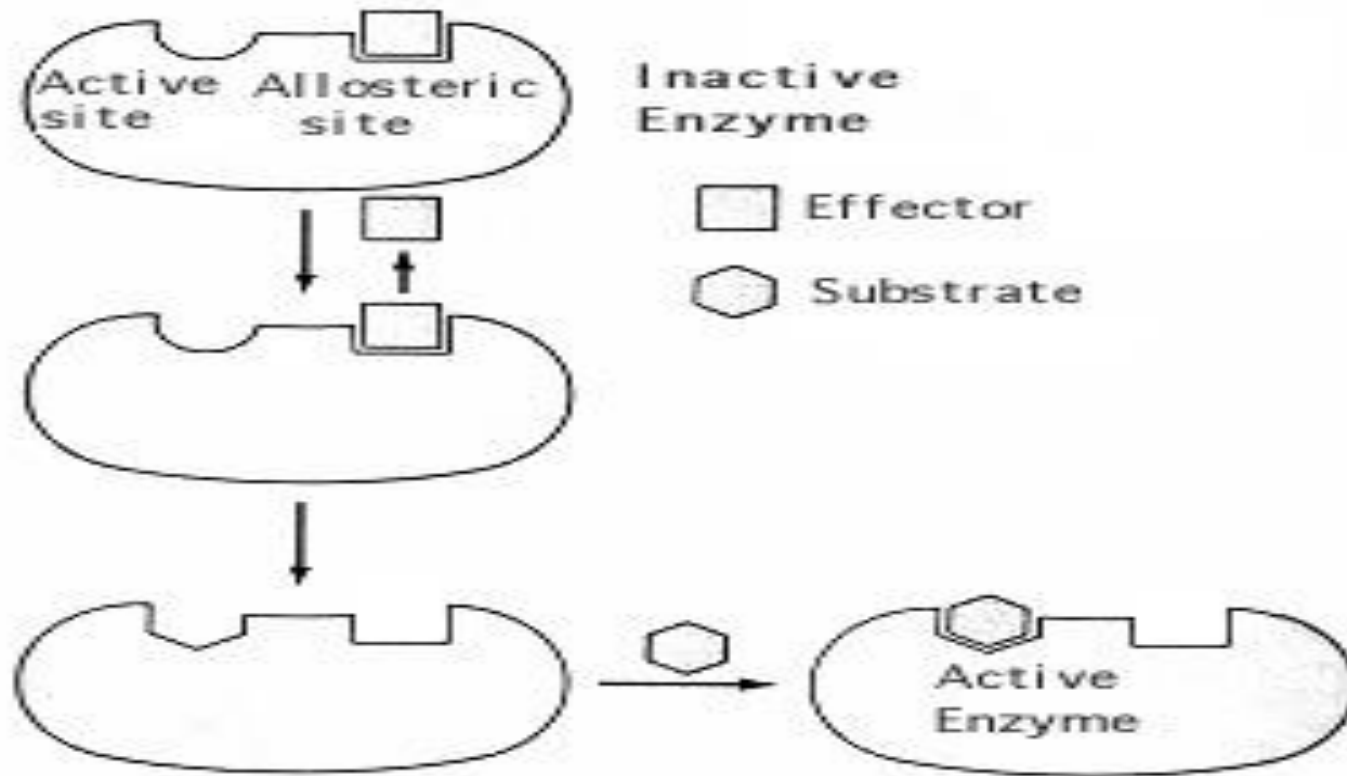 Active Allosteric
site site
Inactive
Enzyme
Effector
Substrate
Active
Enzyme